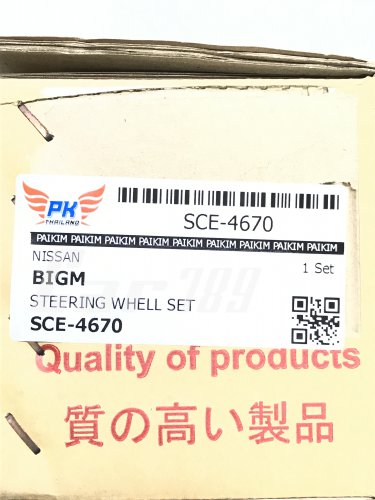 PK
THAILAND
SCE-4670
PAIKIM PAIKIM PAIKIM PAIKIM PAIKIM PAIKIM PAIKIM PAIKIM PAIKIM
NISSAN
1 Set
BIGM
STEERING WHELL SET
SCE-4670
Quality of products
質の高い製品